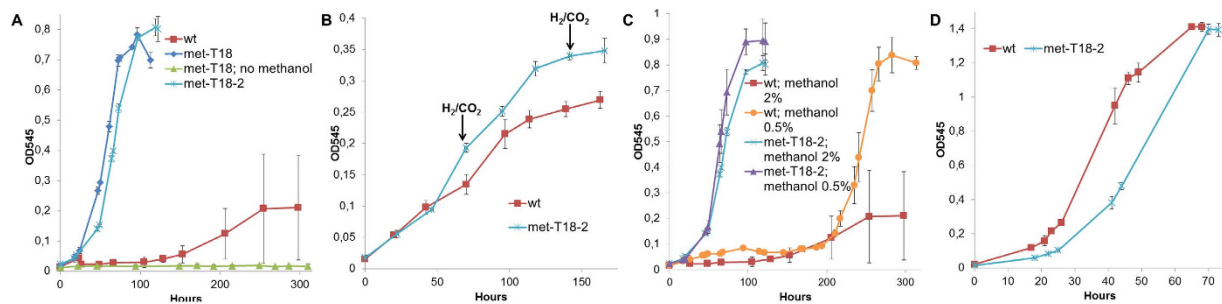 A
OD545
0,8
0,7
0,6
0,5
0,4
0,3
0,2
0,1
0
0
100
200
300
Hours
wt
met-T18
met-T18; no methanol
met-T18-2
B
OD545
0,4
0,35
0,3
0,25
0,2
0,15
0,1
0,05
0,00
0
50
100
150
Hours
H₂/CO₂
H₂/CO₂
wt
met-T18-2
C
OD545
1
0,9
0,8
0,7
0,6
0,5
0,4
0,3
0,2
0,1
0
0
100
200
300
Hours
wt; methanol
2%
wt; methanol
0.5%
met-T18-2;
methanol 2%
met-T18-2;
methanol 0.5%
D
OD545
1,4
1,2
1
0,8
0,6
0,4
0,2
0
0
10
20
30
40
50
60
70
Hours
wt
met-T18-2